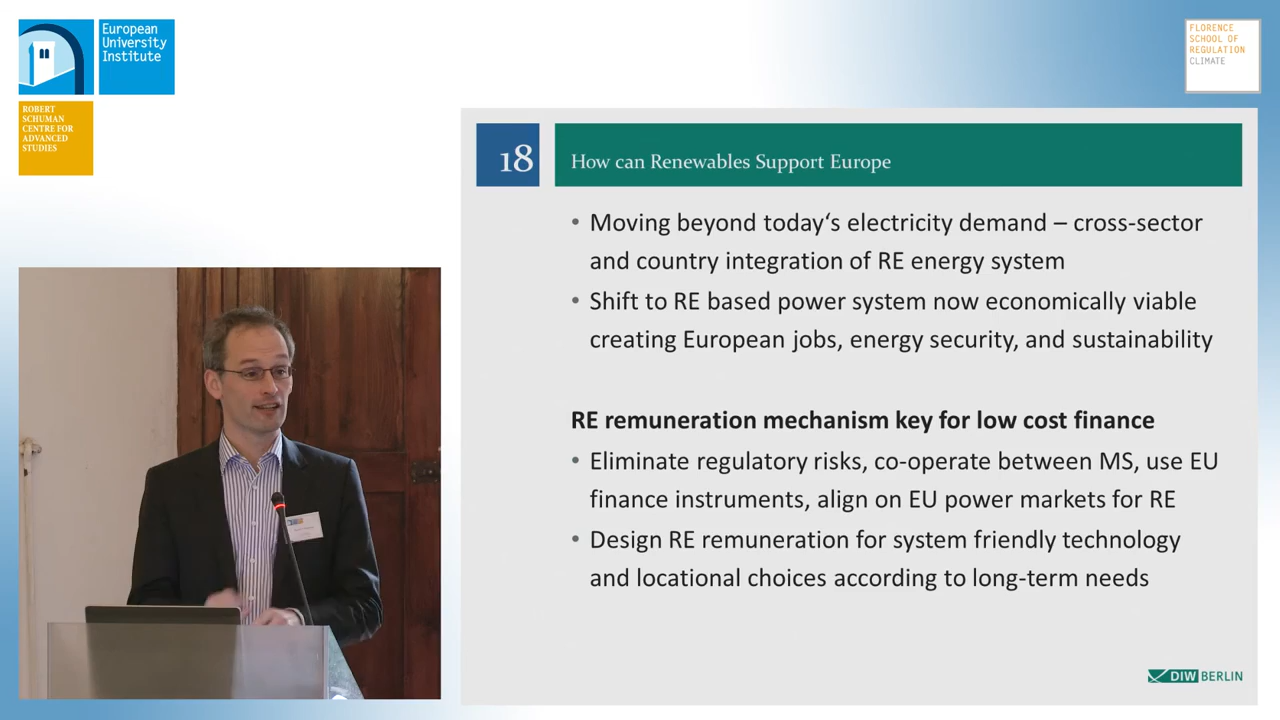 European
University
Institute
ROBERT
SCHUMAN
CENTRE FOR
ADVANCED
STUDIES
FLORENCE
SCHOOL OF
REGULATION
CLIMATE
18
How can Renewables Support Europe
• Moving beyond today‘s electricity demand – cross-sector
and country integration of RE energy system
• Shift to RE based power system now economically viable
creating European jobs, energy security, and sustainability
RE remuneration mechanism key for low cost finance
• Eliminate regulatory risks, co-operate between MS, use EU
finance instruments, align on EU power markets for RE
• Design RE remuneration for system friendly technology
and locational choices according to long-term needs
DIW BERLIN